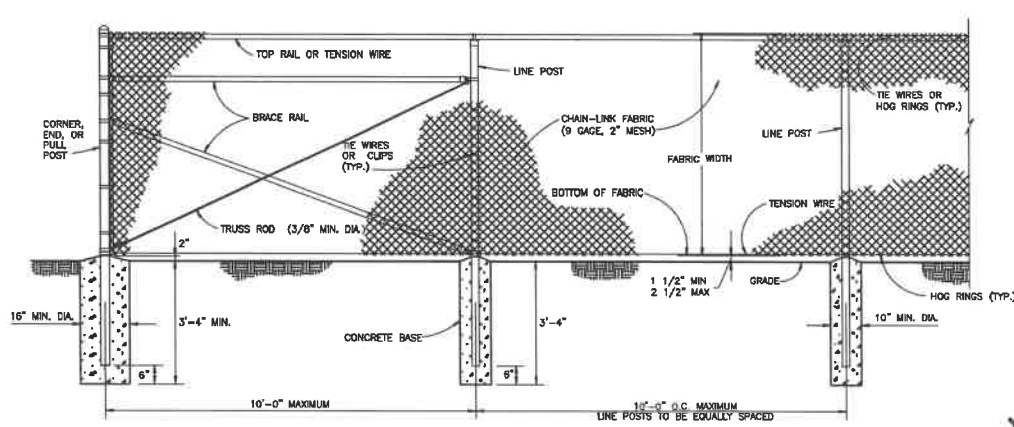 TOP RAIL OR TENSION WIRE
LINE POST
TIE WIRES OR
HOG RINGS (TYP.)
CORNER,
END, OR
PULL
POST
BRACE RAIL
CHAIN-LINK FABRIC
(9 GAGE, 2" MESH)
LINE POST
TIE WIRES
OR CLIPS
(TYP.)
FABRIC WIDTH
BOTTOM OF FABRIC
TENSION WIRE
TRUSS ROD (3/8" MIN. DIA.
2"
1 1/2" MIN
2 1/2" MAX
GRADE
HOG RINGS (TYP.)
16" MIN. DIA.
3'-4" MIN.
CONCRETE BASE
3'-4"
10" MIN. DIA.
6"
6"
10'-0" MAXIMUM
10'-0" O.C. MAXIMUM
LINE POSTS TO BE EQUALLY SPACED